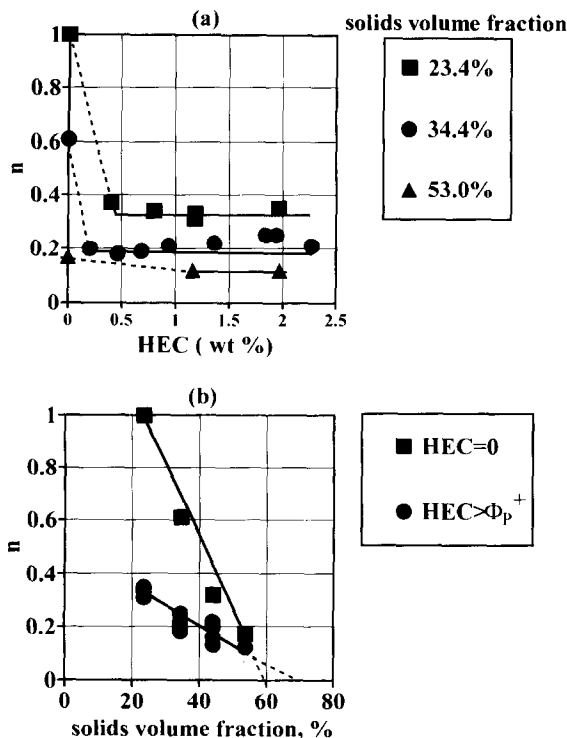 (a)
solids volume fraction
23.4%
34.4%
53.0%
n
1
0.8
0.6
0.4
0.2
0
0 0.5 1 1.5 2 2.5
HEC ( wt %)
(b)
HEC=0
HEC>Φp+
n
1
0.8
0.6
0.4
0.2
0
0 20 40 60 80
solids volume fraction, %